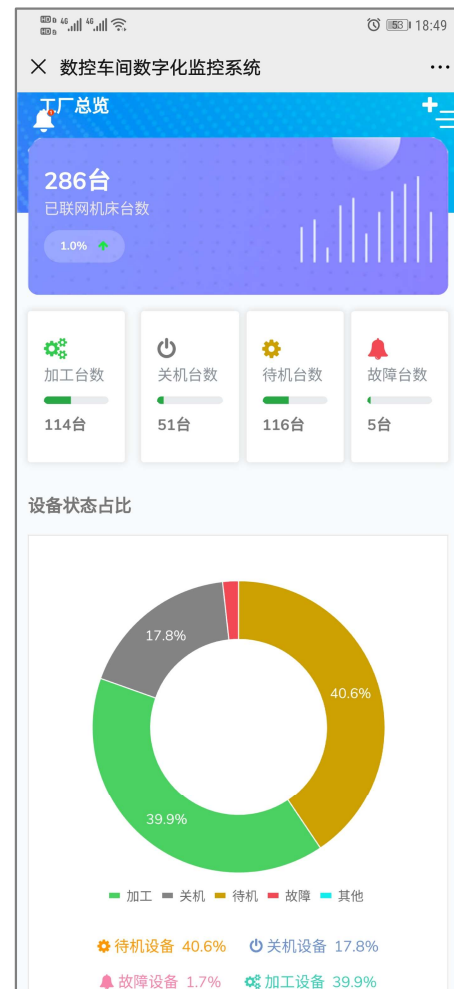 HD 46 46 53 18:49
数控车间数字化监控系统
工厂总览
286台
已联网机床台数
1.0%
加工台数 关机台数 待机台数 故障台数
114台 51台 116台 5台
设备状态占比
17.8%
40.6%
39.9%
加工 关机 待机 故障 其他
待机设备 40.6% 关机设备 17.8%
故障设备 1.7% 加工设备 39.9%